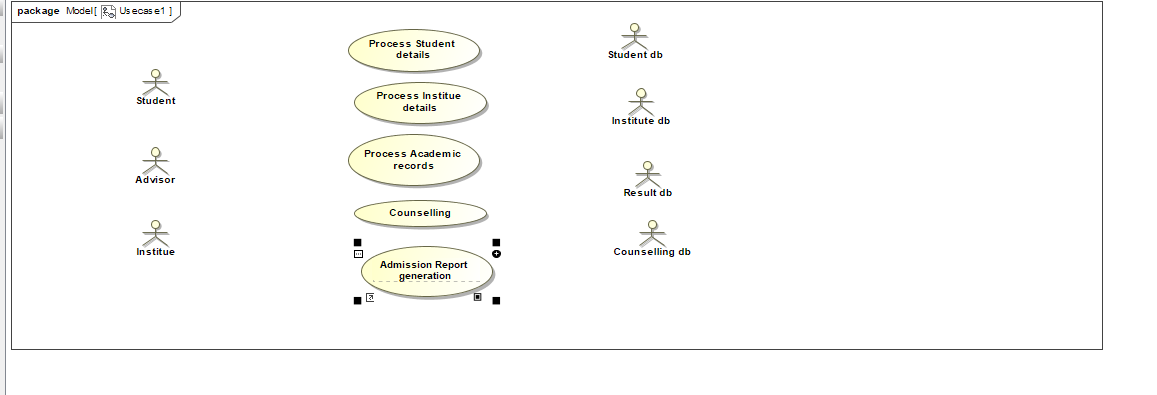 package Model[ Usecase1 ]
Student
Advisor
Institue
Process Student
details
Process Institue
details
Process Academic
records
Counselling
Admission Report
generation
Student db
Institute db
Result db
Counselling db